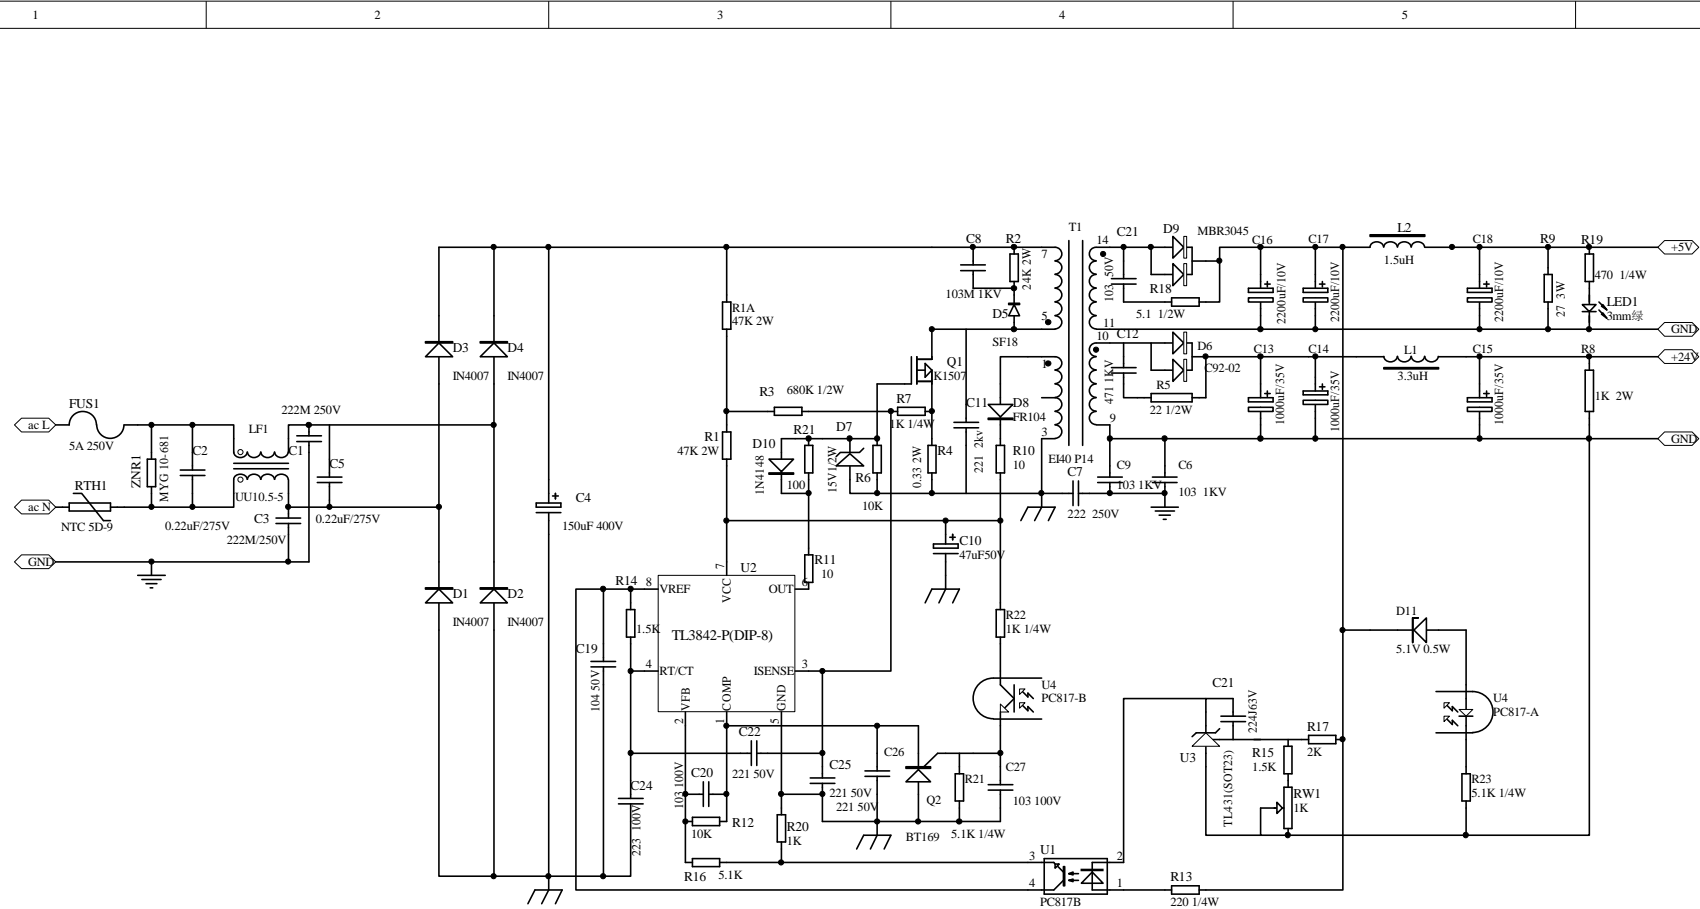 1 2 3 4 5
FUS1
5A 250V
ac L
ac N
GND
RTH1
NTC 5D-9
ZNR1
MYG 10-681
C2
0.22uF/275V
LF1
UU10.5-5
222M 250V
C1
C5
0.22uF/275V
C3
222M/250V
D3
IN4007
D4
IN4007
D1
IN4007
D2
IN4007
C4
150uF 400V
R1A
47K 2W
R1
47K 2W
R3
680K 1/2W
R7
1K 1/4W
D10
1N4148
R21
100
D7
15V1/2W
R6
10K
R4
0.33 2W
Q1
K1507
C8
103M 1KV
R2
24K 2W
D5
SF18
C11
221 2kv
D8
FR104
R10
10
T1
7
5
1
3
14
11
10
9
EI40 P14
C7
222 250V
C9
103 1KV
C6
103 1KV
C21
103 50V
D9
MBR3045
R18
5.1 1/2W
C12
471 1KV
D6
C92-02
R5
22 1/2W
C16
2200uF/10V
C17
2200uF/10V
L2
1.5uH
C18
2200uF/10V
R9
27 3W
R19
470 1/4W
LED1
3mm绿
+5V
GND
C13
1000uF/35V
C14
1000uF/35V
L1
3.3uH
C15
1000uF/35V
R8
1K 2W
+24V
GND
C10
47uF50V
R11
10
U2
TL3842-P(DIP-8)
7
VCC
8
VREF
OUT
6
4
RT/CT
ISENSE
3
VFB
COMP
GND
2
1
5
R14
1.5K
C19
104 50V
C24
223 100V
C22
221 50V
C20
103 100V
R12
10K
R16
5.1K
R20
1K
C25
221 50V
C26
221 50V
Q2
BT169
R21
5.1K 1/4W
C27
103 100V
R22
1K 1/4W
U4
PC817-B
U1
3
4
2
1
PC817B
R13
220 1/4W
C21
224J63V
U3
TL431(SOT23)
R15
1.5K
RW1
1K
R17
2K
D11
5.1V 0.5W
U4
PC817-A
R23
5.1K 1/4W